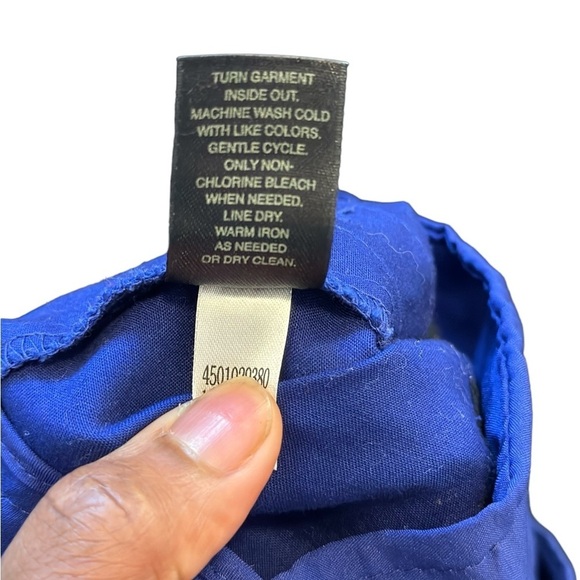 TURN GARMENT
INSIDE OUT.
MACHINE WASH COLD
WITH LIKE COLORS.
GENTLE CYCLE.
ONLY NON-
CHLORINE BLEACH
WHEN NEEDED.
LINE DRY.
WARM IRON
AS NEEDED
OR DRY CLEAN.
4501020380